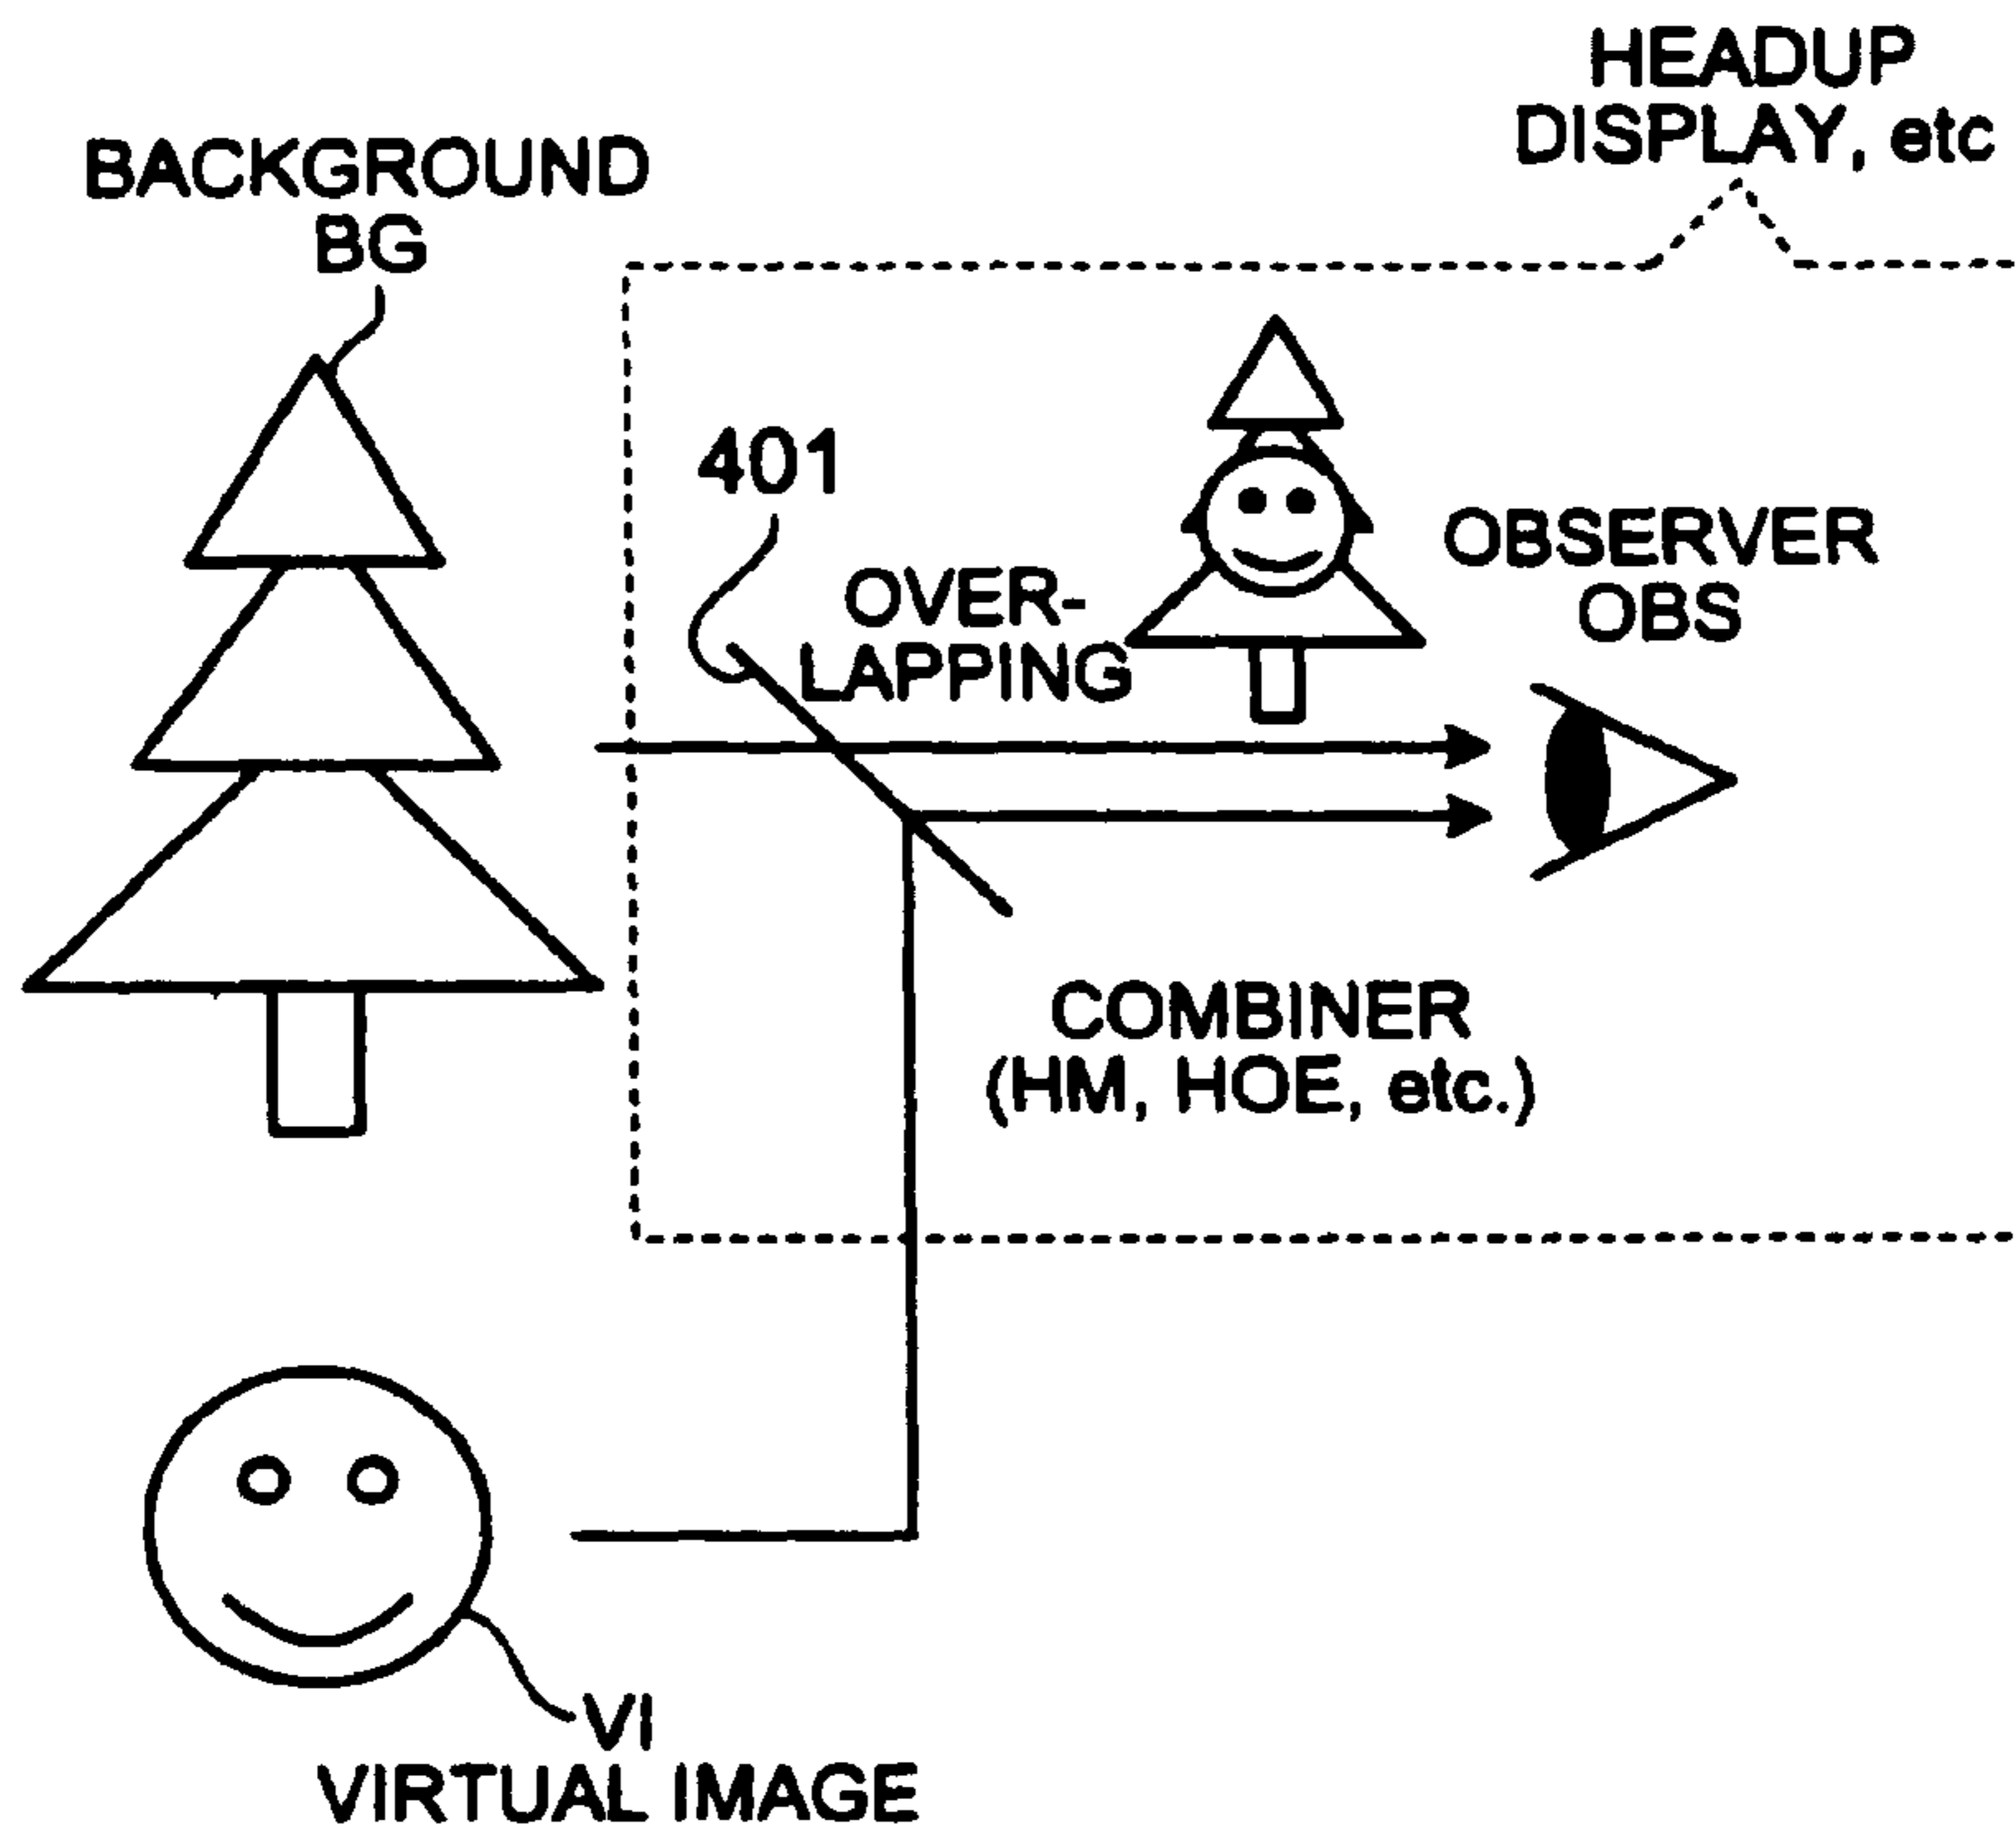 HEADUP
DISPLAY, etc
BACKGROUND
BG
401
OVER-
LAPPING
OBSERVER
OBS
COMBINER
(HM, HOE, etc.)
VI
VIRTUAL IMAGE